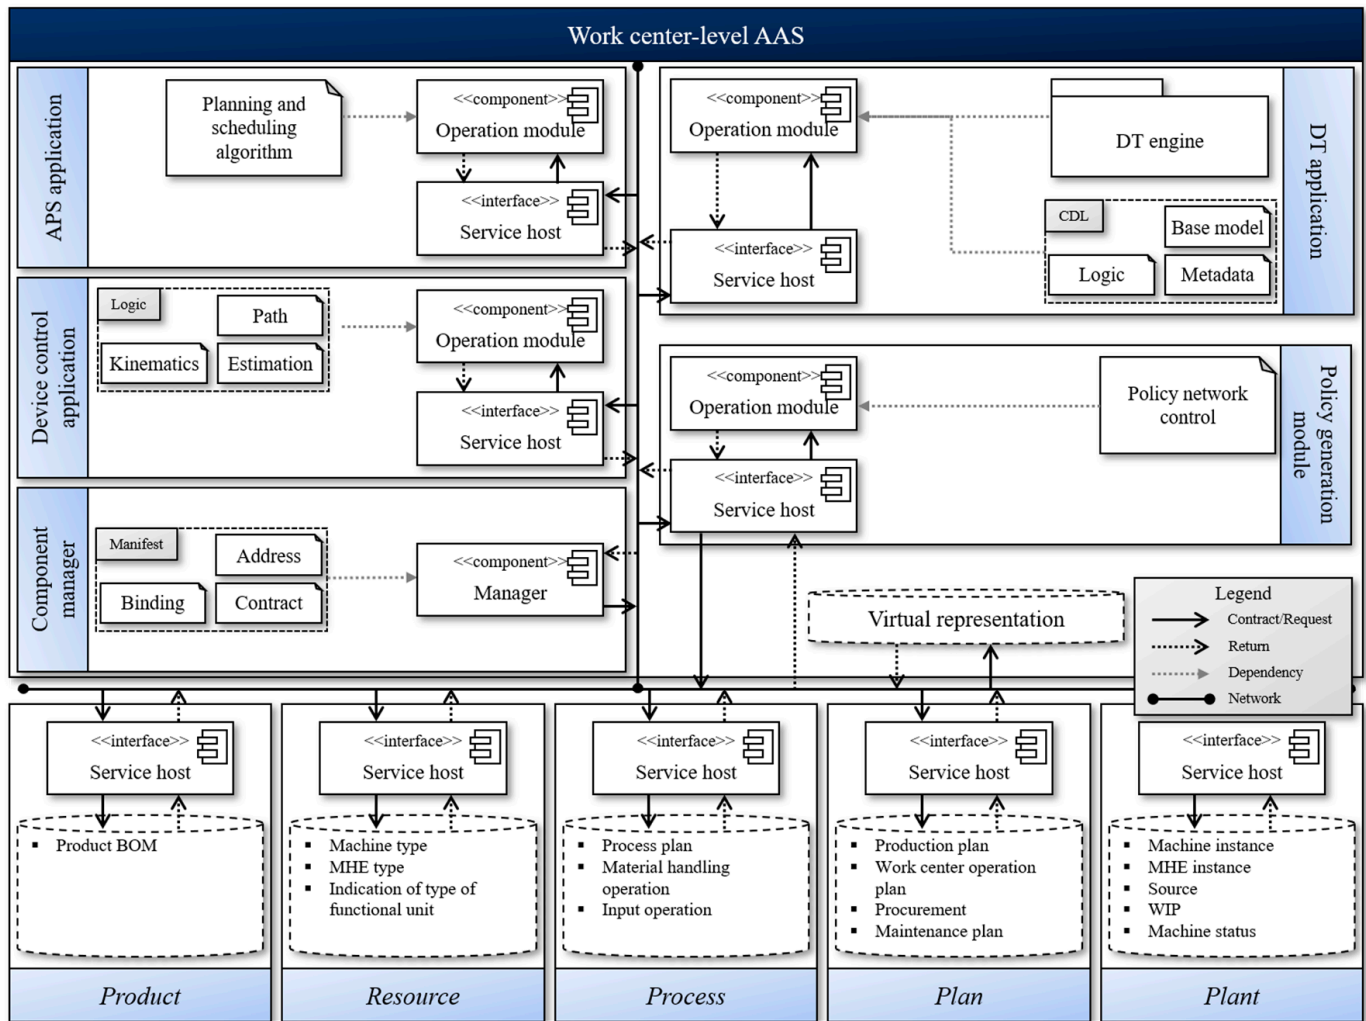 Work center-level AAS
APS application
Planning and
scheduling
algorithm
<<component>>
Operation module
<<interface>>
Service host
Device control
application
Logic
Path
Kinematics
Estimation
<<component>>
Operation module
<<interface>>
Service host
Component
manager
Manifest
Address
Binding
Contract
<<component>>
Manager
DT application
<<component>>
Operation module
<<interface>>
Service host
DT engine
CDL
Base model
Logic
Metadata
Policy generation
module
<<component>>
Operation module
<<interface>>
Service host
Policy network
control
Virtual representation
Legend
Contract/Request
Return
Dependency
Network
<<interface>>
Service host
▪ Product BOM
Product
<<interface>>
Service host
▪ Machine type
▪ MHE type
▪ Indication of type of
functional unit
Resource
<<interface>>
Service host
▪ Process plan
▪ Material handling
operation
▪ Input operation
Process
<<interface>>
Service host
▪ Production plan
▪ Work center operation
plan
▪ Procurement
▪ Maintenance plan
Plan
<<interface>>
Service host
▪ Machine instance
▪ MHE instance
▪ Source
▪ WIP
▪ Machine status
Plant